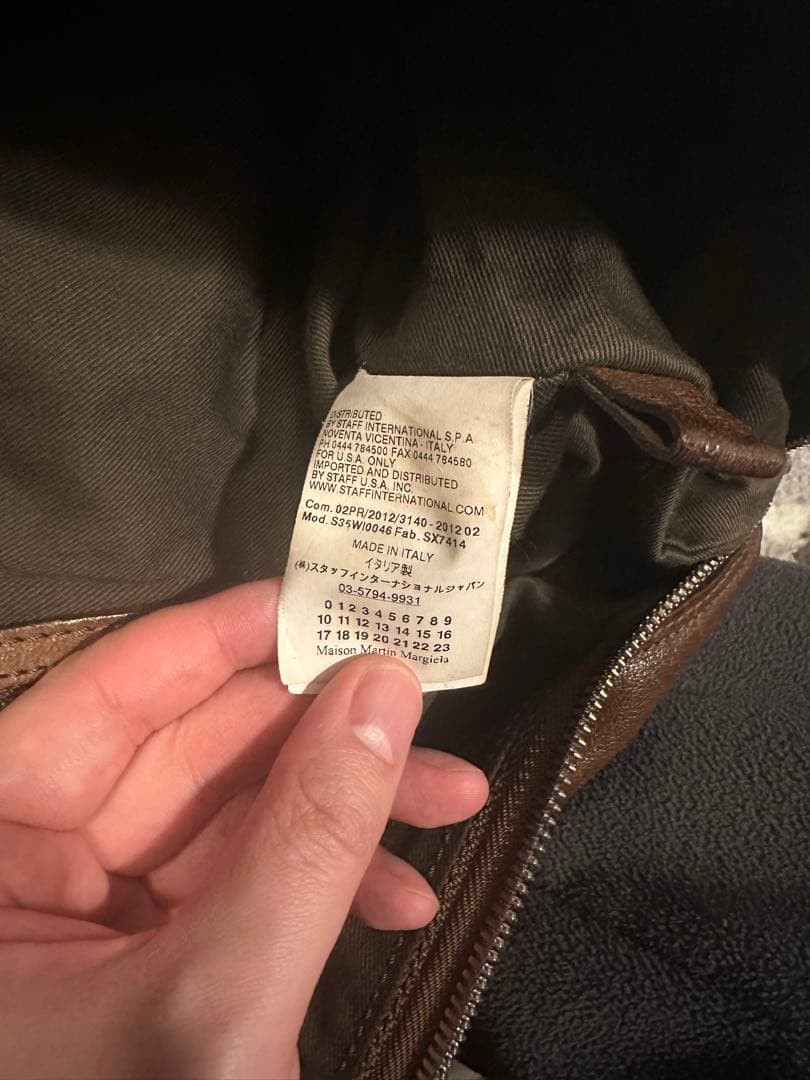 DISTRIBUTED
BY STAFF INTERNATIONAL S.P.A.
NOVENTA VICENTINA - ITALY
PH 0444 784500 FAX 0444 784580
FOR U.S.A. ONLY
IMPORTED AND DISTRIBUTED
BY STAFF U.S.A. INC.
WWW.STAFFINTERNATIONAL.COM
Com. 02PR/2012/3140 - 2012 02
Mod. S35WI0046 Fab. SX7414
MADE IN ITALY
イタリア製
(株)スタッフインターナショナルジャパン
03-5794-9931
0 1 2 3 4 5 6 7 8 9
10 11 12 13 14 15 16
17 18 19 20 21 22 23
Maison Martin Margiela